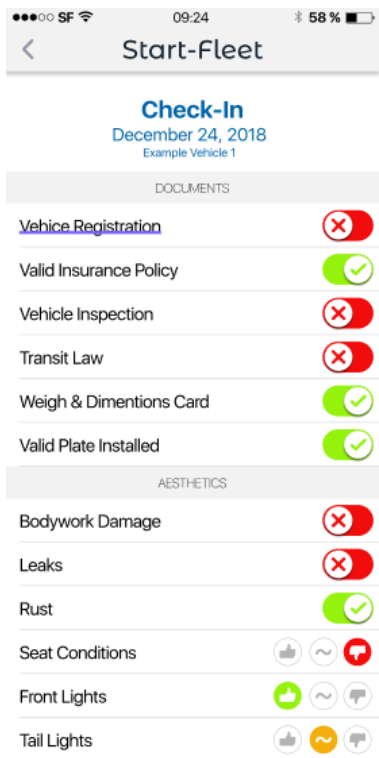 SF 09:24 58 %
Start-Fleet
Check-In
December 24, 2018
Example Vehicle 1
DOCUMENTS
Vehice Registration
Valid Insurance Policy
Vehicle Inspection
Transit Law
Weigh & Dimentions Card
Valid Plate Installed
AESTHETICS
Bodywork Damage
Leaks
Rust
Seat Conditions
Front Lights
Tail Lights